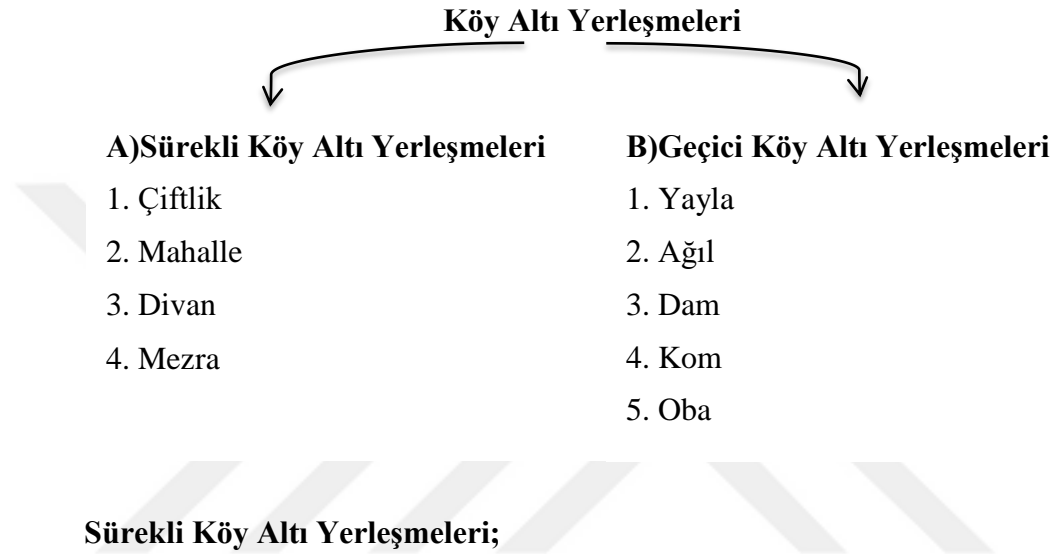 Köy Altı Yerleşmeleri
A)Sürekli Köy Altı Yerleşmeleri
1. Çiftlik
2. Mahalle
3. Divan
4. Mezra
B)Geçici Köy Altı Yerleşmeleri
1. Yayla
2. Ağıl
3. Dam
4. Kom
5. Oba
Sürekli Köy Altı Yerleşmeleri;